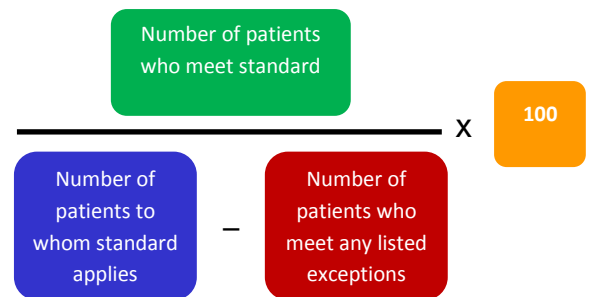 Number of patients
who meet standard
x
100
Number of
patients to
whom standard
applies
–
Number of
patients who
meet any listed
exceptions